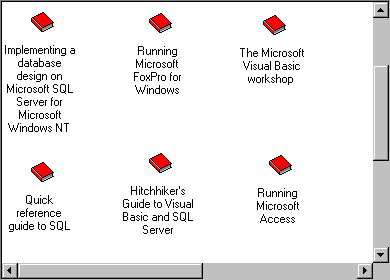 Implementing a
database
design on
Microsoft SQL
Server for
Microsoft
Windows NT
Running
Microsoft
FoxPro for
Windows
The Microsoft
Visual Basic
workshop
Quick
reference
guide to SQL
Hitchhiker's
Guide to Visual
Basic and SQL
Server
Running
Microsoft
Access